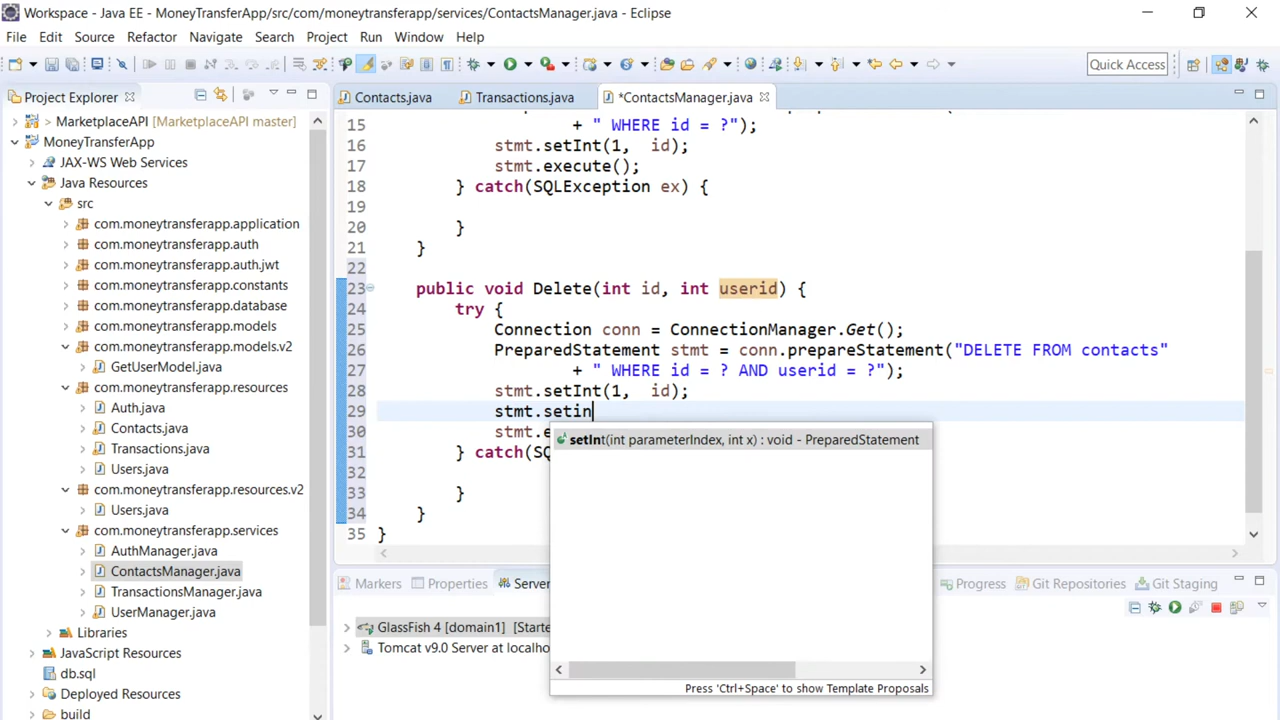 Workspace - Java EE - MoneyTransferApp/src/com/moneytransferapp/services/ContactsManager.java - Eclipse
File Edit Source Refactor Navigate Search Project Run Window Help
Quick Access
Project Explorer
Contacts.java Transactions.java *ContactsManager.java
MarketplaceAPI [MarketplaceAPI master]
MoneyTransferApp
JAX-WS Web Services
Java Resources
src
com.moneytransferapp.application
com.moneytransferapp.auth
com.moneytransferapp.auth.jwt
com.moneytransferapp.constants
com.moneytransferapp.database
com.moneytransferapp.models
com.moneytransferapp.models.v2
GetUserModel.java
com.moneytransferapp.resources
Auth.java
Contacts.java
Transactions.java
Users.java
com.moneytransferapp.resources.v2
Users.java
com.moneytransferapp.services
AuthManager.java
ContactsManager.java
TransactionsManager.java
UserManager.java
Libraries
JavaScript Resources
db.sql
Deployed Resources
build
15 + " WHERE id = ?");
16 stmt.setInt(1, id);
17 stmt.execute();
18 } catch(SQLException ex) {
19
20 }
21 }
22
23 public void Delete(int id, int userid) {
24 try {
25 Connection conn = ConnectionManager.Get();
26 PreparedStatement stmt = conn.prepareStatement("DELETE FROM contacts"
27 + " WHERE id = ? AND userid = ?");
28 stmt.setInt(1, id);
29 stmt.setin
30 stmt.e
31 } catch(SQ
32
33 }
34 }
35 }
setInt(int parameterIndex, int x) : void - PreparedStatement
Press 'Ctrl+Space' to show Template Proposals
Markers Properties Server Progress Git Repositories Git Staging
GlassFish 4 [domain1] [Starte
Tomcat v9.0 Server at localho